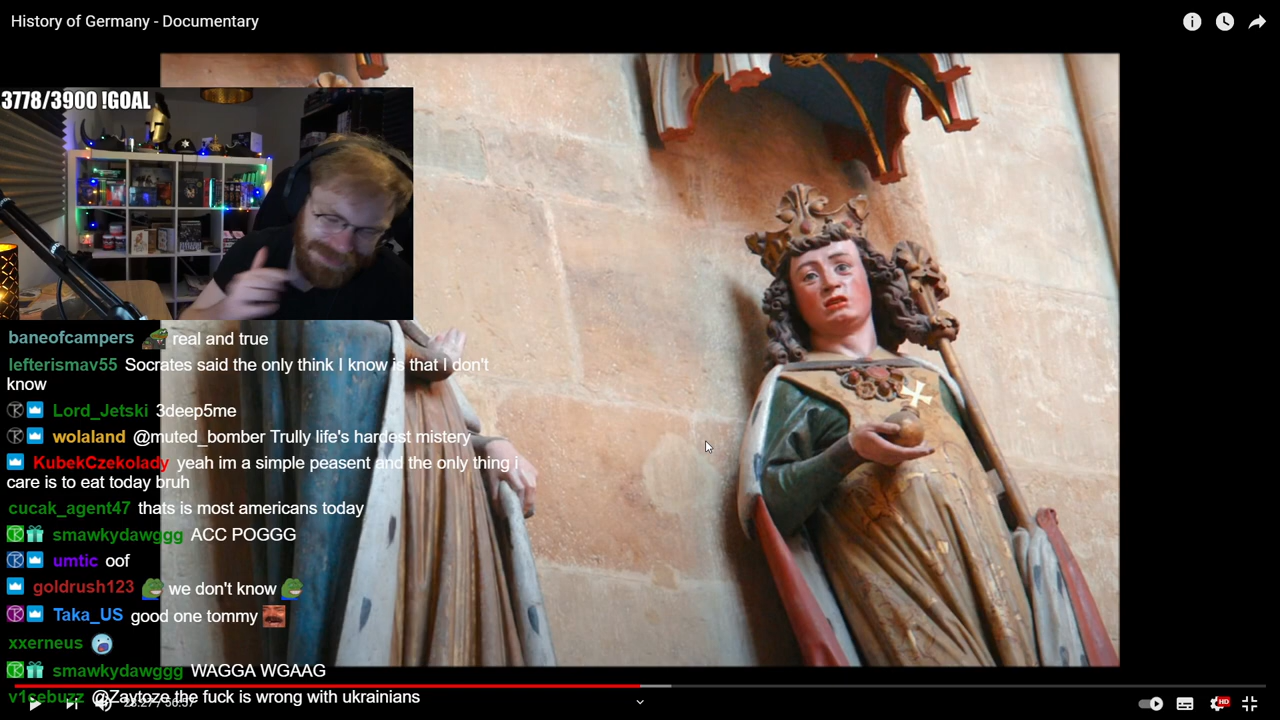 History of Germany - Documentary
3778/3900 !GOAL
baneofcampers real and true
lefterismav55 Socrates said the only think I know is that I don't
know
Lord_Jetski 3deep5me
wolaland @muted_bomber Trully life's hardest mistery
KubekCzekolady yeah im a simple peasent and the only thing i
care is to eat today bruh
cucak_agent47 thats is most americans today
smawkydawggg ACC POGGG
umtic oof
goldrush123 we don't know
Taka_US good one tommy
xxerneus
smawkydawggg WAGGA WGAAG
v1cebuzz @Zaytoze the fuck is wrong with ukrainians
HD